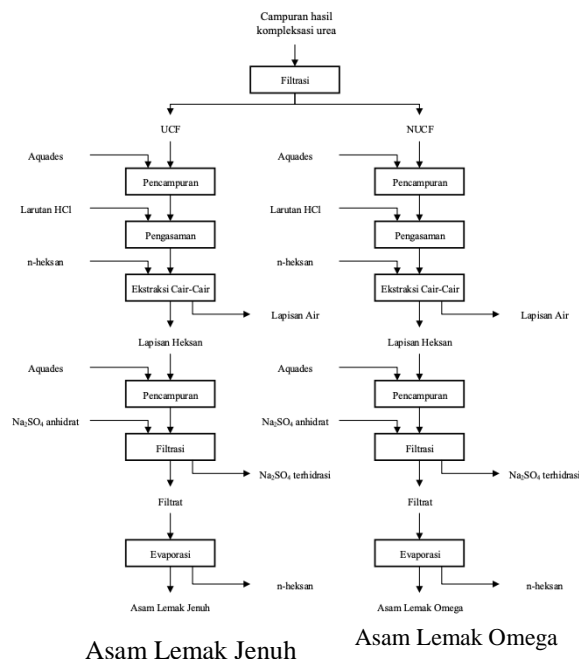 Campuran hasil
kompleksasi urea
Filtrasi
UCF
Aquades
Pencampuran
Larutan HCl
Pengasaman
n-heksan
Ekstraksi Cair-Cair
Lapisan Air
Lapisan Heksan
Aquades
Pencampuran
Na₂SO₄ anhidrat
Filtrasi
Na₂SO₄ terhidrasi
Filtrat
Evaporasi
n-heksan
Asam Lemak Jenuh
Asam Lemak Jenuh
NUCF
Aquades
Pencampuran
Larutan HCl
Pengasaman
n-heksan
Ekstraksi Cair-Cair
Lapisan Air
Lapisan Heksan
Aquades
Pencampuran
Na₂SO₄ anhidrat
Filtrasi
Na₂SO₄ terhidrasi
Filtrat
Evaporasi
n-heksan
Asam Lemak Omega
Asam Lemak Omega